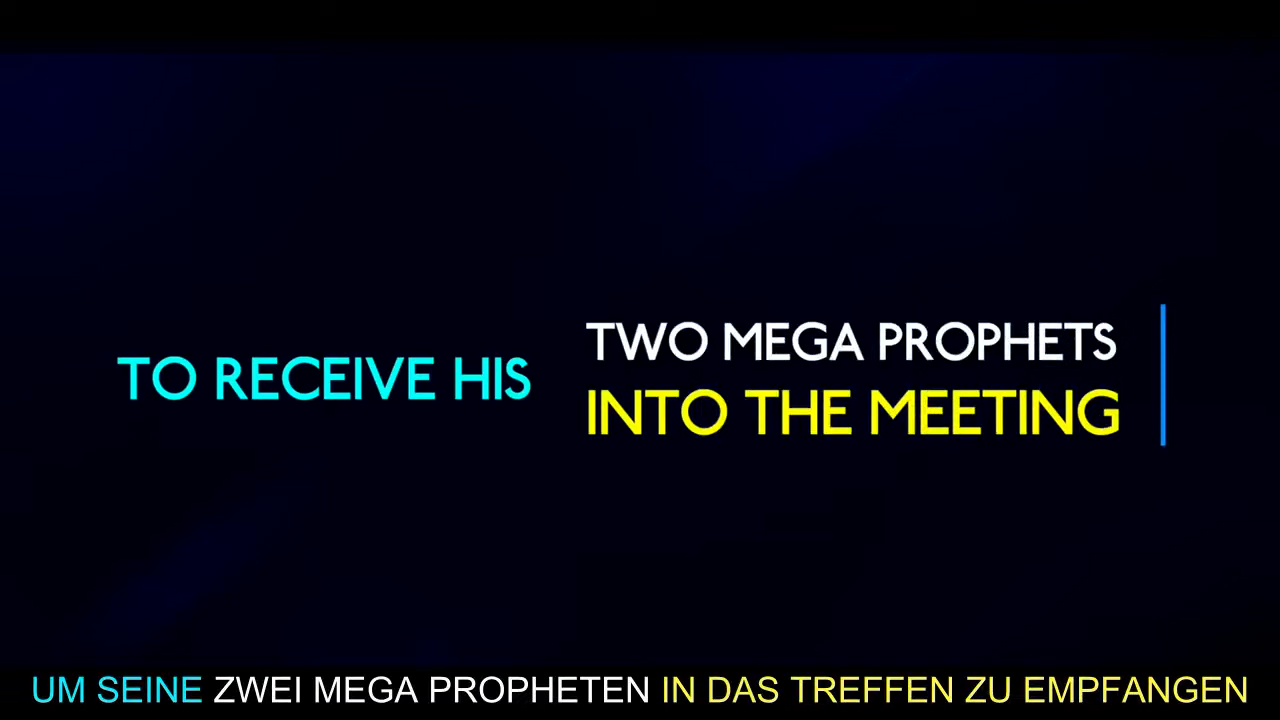 TO RECEIVE HIS
TWO MEGA PROPHETS
INTO THE MEETING
UM SEINE ZWEI MEGA PROPHETEN IN DAS TREFFEN ZU EMPFANGEN